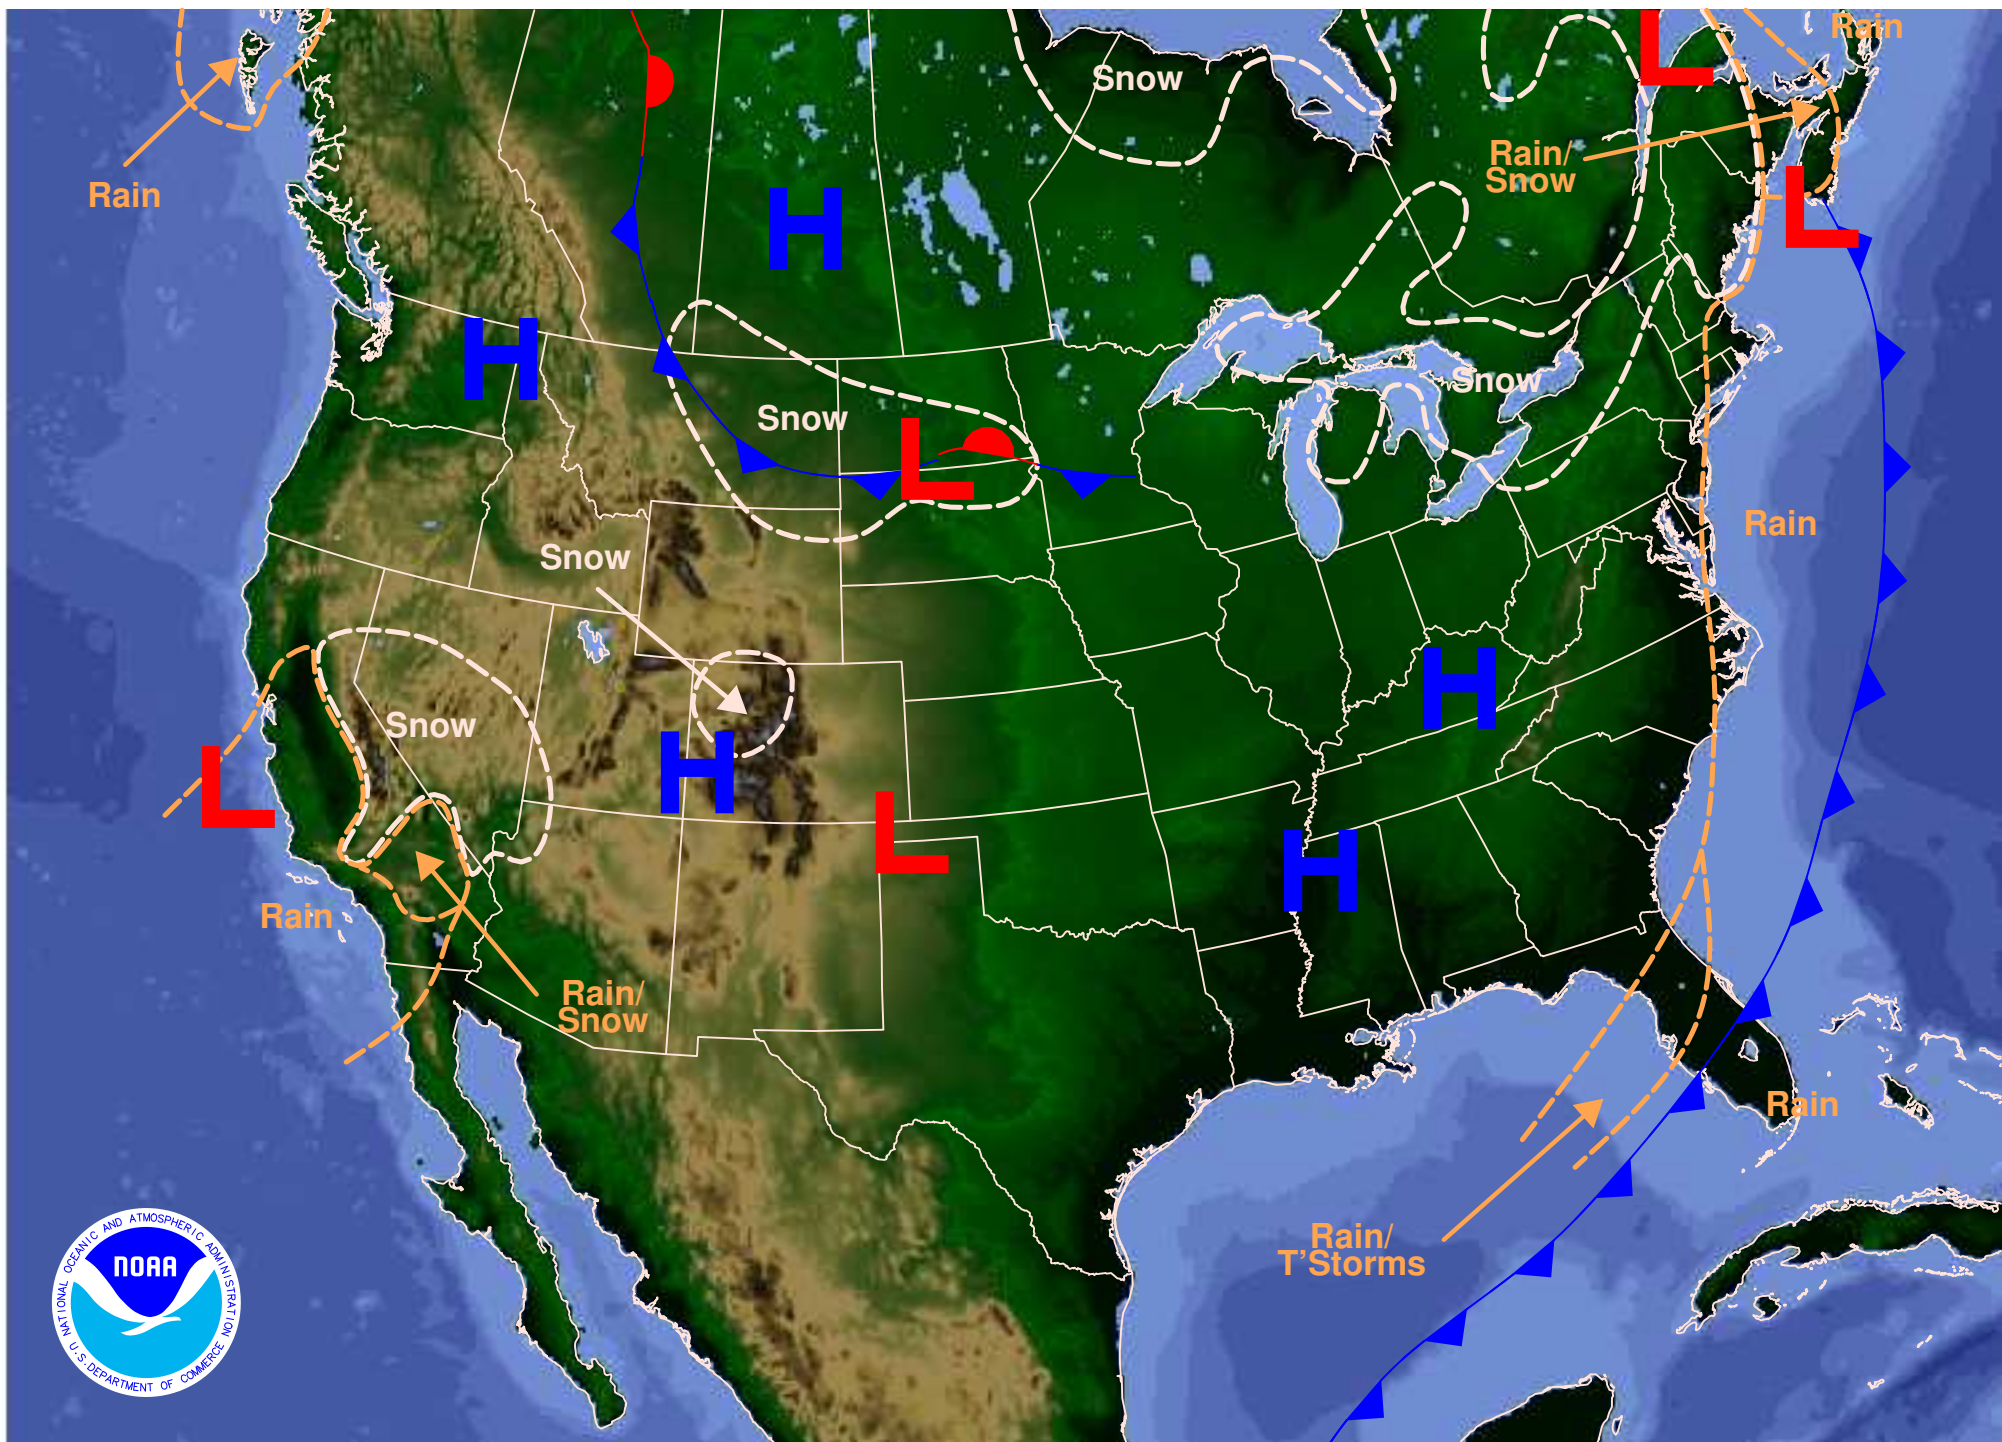 Rain
Snow
Rain/
Snow
Rain
H
L
L
H
Snow
Snow
L
H
Snow
Rain
Snow
H
Snow
L
H
L
H
Rain
Rain/
Snow
Rain
Rain/
T'Storms
NATIONAL OCEANIC AND ATMOSPHERIC ADMINISTRATION
NOAA
U.S. DEPARTMENT OF COMMERCE